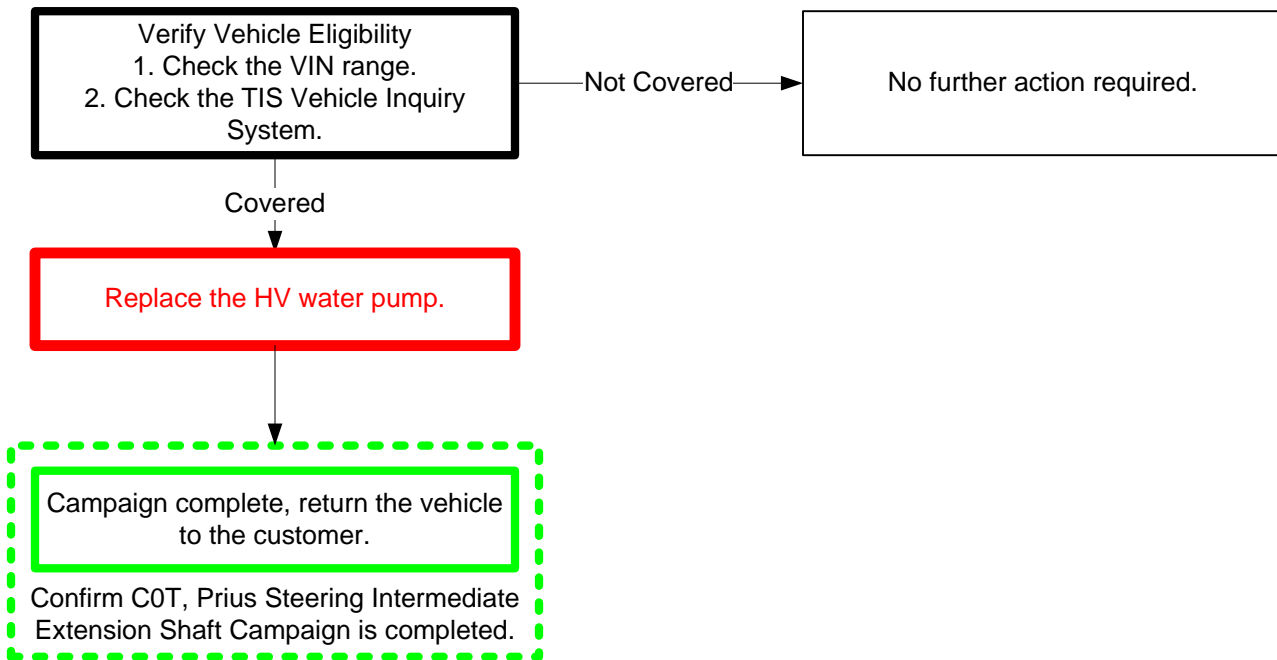 Verify Vehicle Eligibility
1. Check the VIN range.
2. Check the TIS Vehicle Inquiry
System.
Not Covered
No further action required.
Covered
Replace the HV water pump.
Campaign complete, return the vehicle
to the customer.
Confirm C0T, Prius Steering Intermediate
Extension Shaft Campaign is completed.